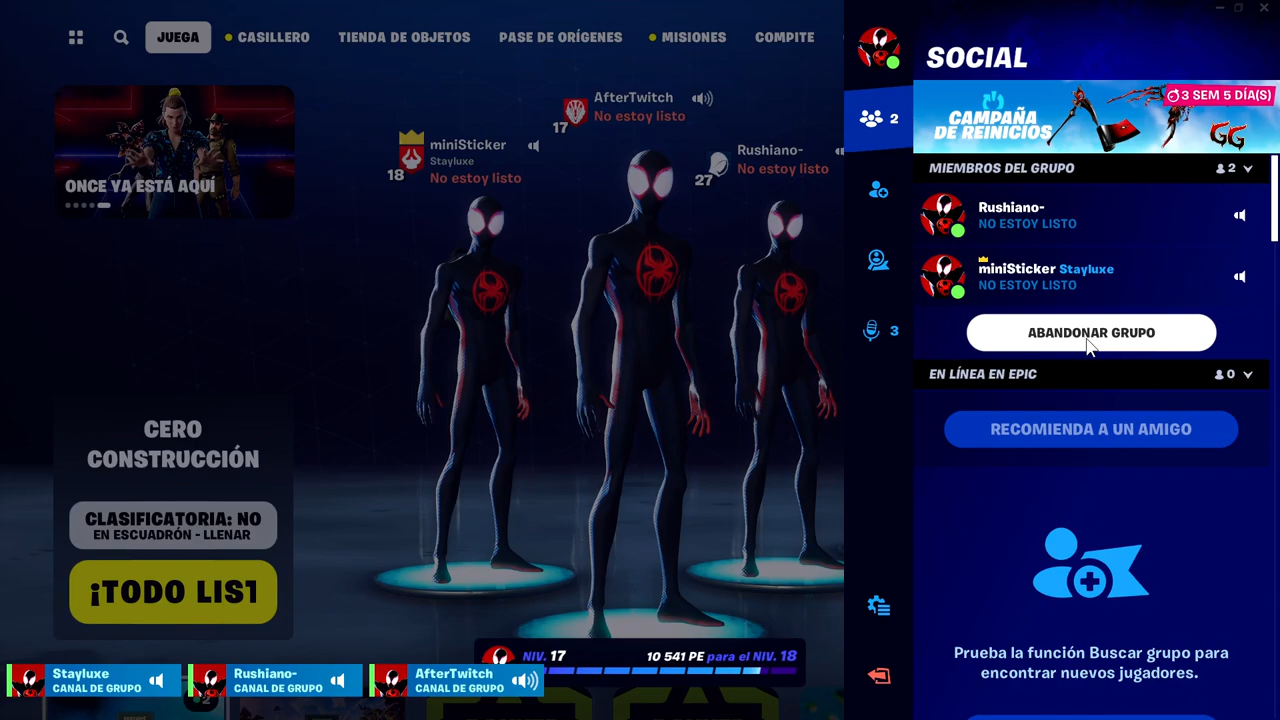 JUEGA
CASILLERO
TIENDA DE OBJETOS
PASE DE ORÍGENES
MISIONES
COMPITE
ONCE YA ESTÁ AQUÍ
AfterTwitch
No estoy listo
17
miniSticker
Stayluxe
No estoy listo
18
Rushiano-
No estoy listo
27
CERO
CONSTRUCCIÓN
CLASIFICATORIA: NO
EN ESCUADRÓN - LLENAR
¡TODO LIST
NIV. 17
10 541 PE para el NIV. 18
Stayluxe
CANAL DE GRUPO
Rushiano-
CANAL DE GRUPO
AfterTwitch
CANAL DE GRUPO
2
2
3
SOCIAL
3 SEM 5 DÍA(S)
CAMPAÑA
DE REINICIOS
GG
MIEMBROS DEL GRUPO
2
Rushiano-
NO ESTOY LISTO
miniSticker Stayluxe
NO ESTOY LISTO
ABANDONAR GRUPO
EN LÍNEA EN EPIC
0
RECOMIENDA A UN AMIGO
Prueba la función Buscar grupo para
encontrar nuevos jugadores.